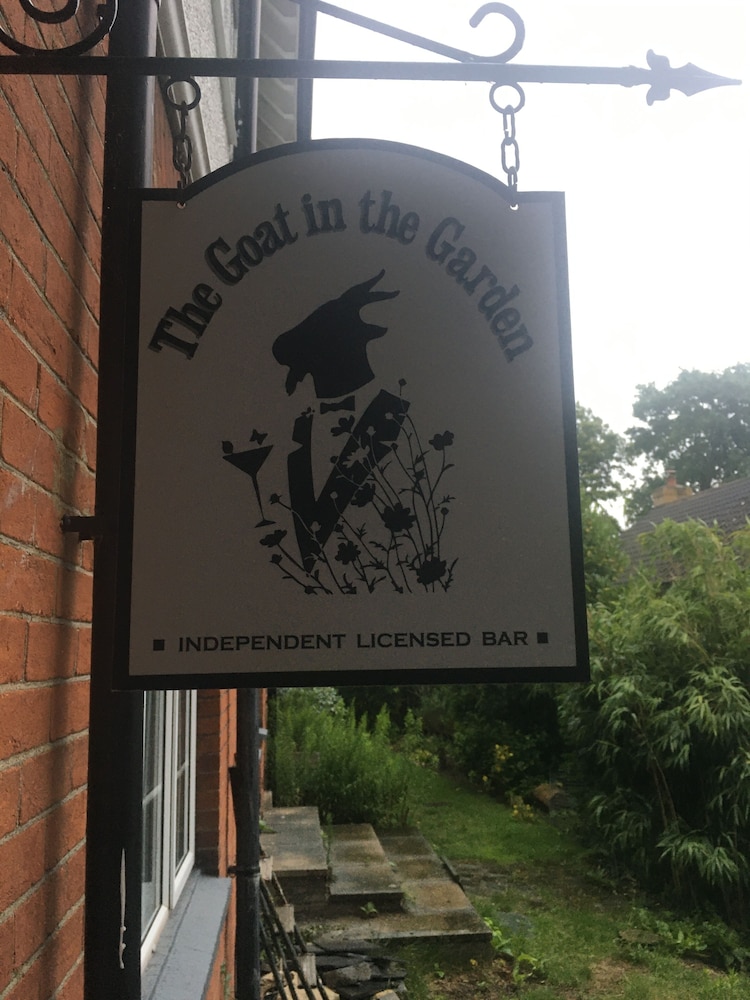 The Goat in the Garden
▪ INDEPENDENT LICENSED BAR ▪